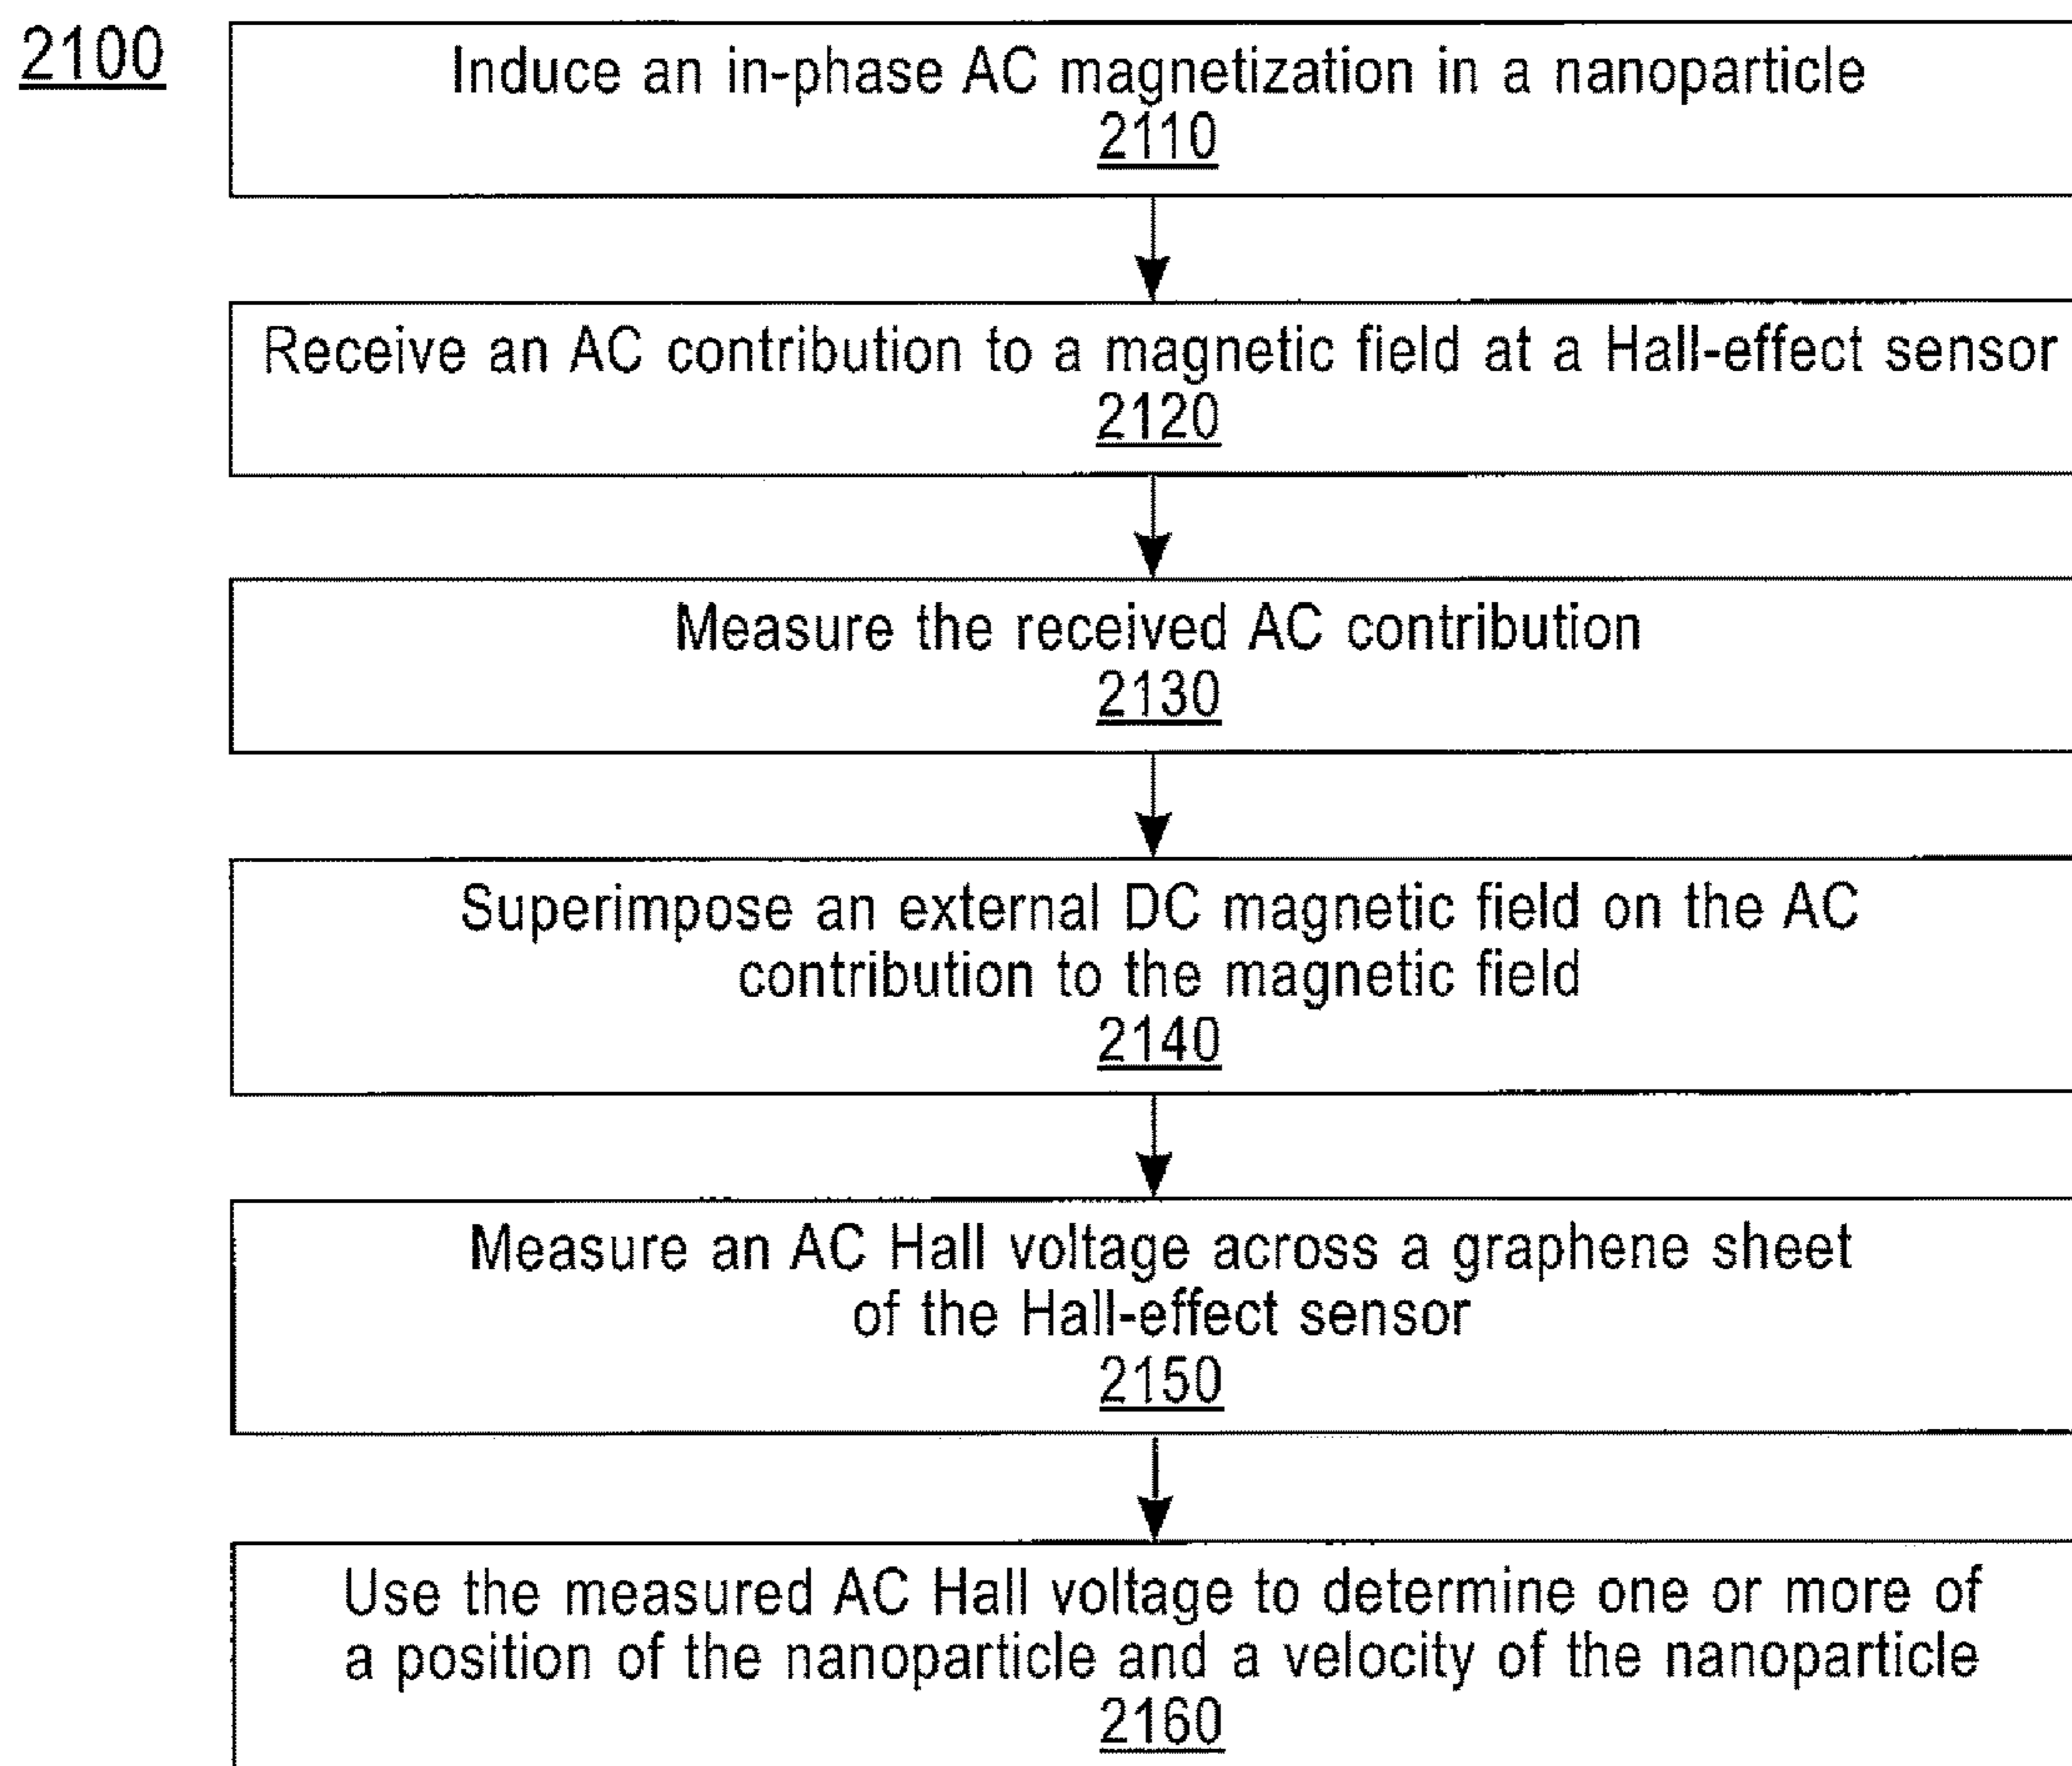 2100
Induce an in-phase AC magnetization in a nanoparticle
2110
Receive an AC contribution to a magnetic field at a Hall-effect sensor
2120
Measure the received AC contribution
2130
Superimpose an external DC magnetic field on the AC
contribution to the magnetic field
2140
Measure an AC Hall voltage across a graphene sheet
of the Hall-effect sensor
2150
Use the measured AC Hall voltage to determine one or more of
a position of the nanoparticle and a velocity of the nanoparticle
2160